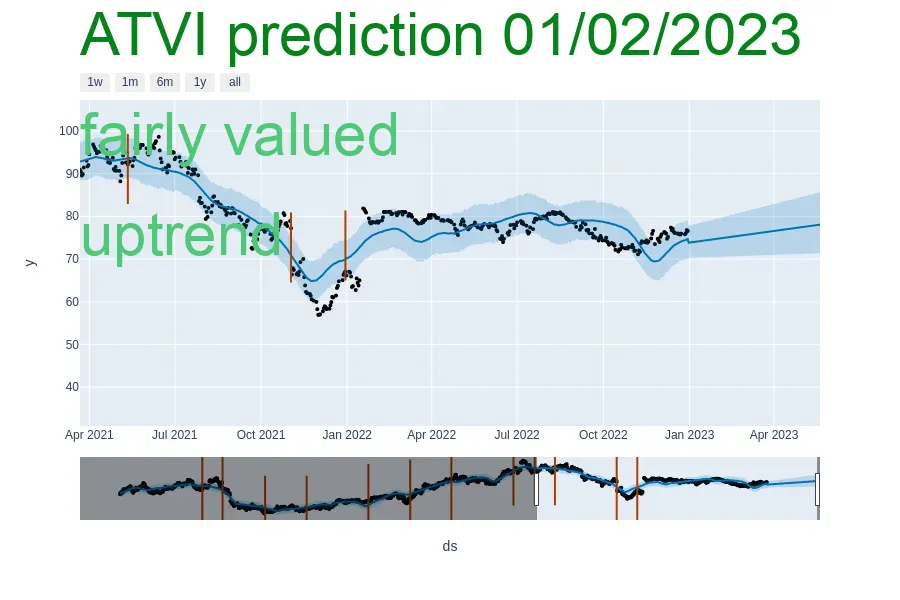 ATVI prediction 01/02/2023
1w 1m 6m 1y all
fairly valued
uptrend
100
90
80
70
60
50
40
y
Apr 2021 Jul 2021 Oct 2021 Jan 2022 Apr 2022 Jul 2022 Oct 2022 Jan 2023 Apr 2023
ds